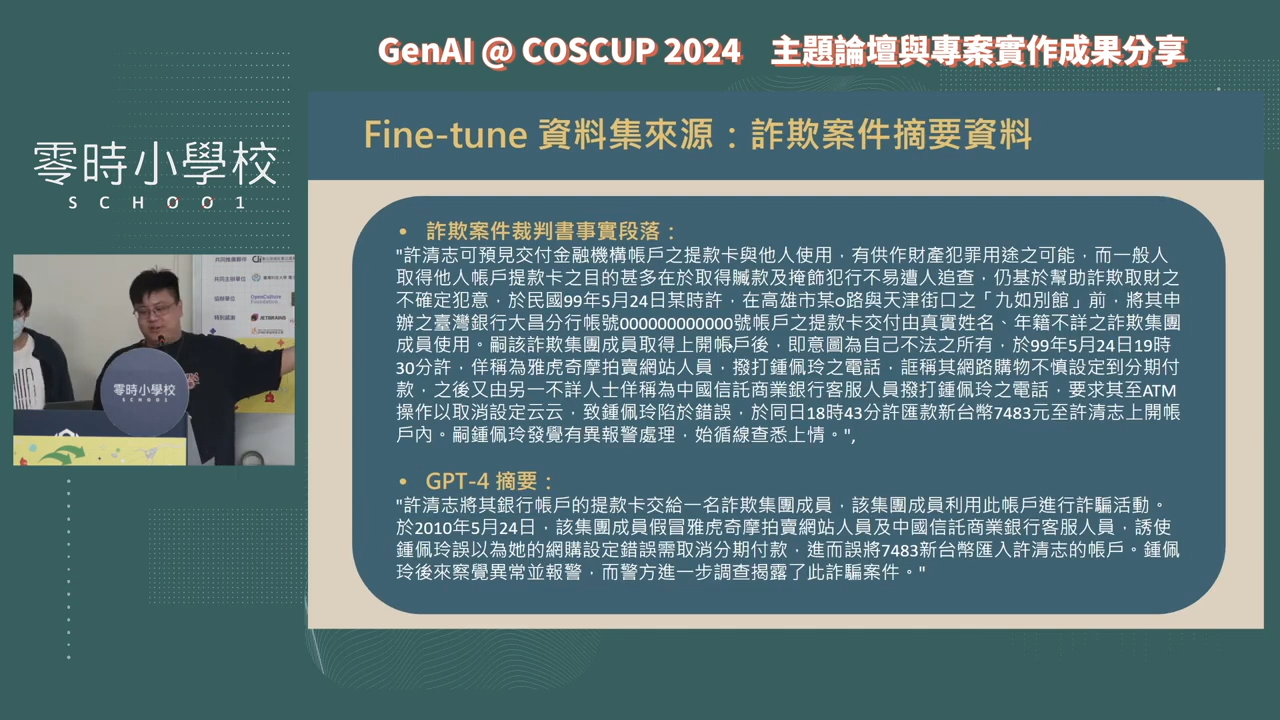 GenAI @ COSCUP 2024 主題論壇與專案實作成果分享
零時小學校
SCHOO1
Fine-tune 資料集來源：詐欺案件摘要資料
• 詐欺案件裁判書事實段落：
"許清志可預見交付金融機構帳戶之提款卡與他人使用，有供作財產犯罪用途之可能，而一般人
取得他人帳戶提款卡之目的甚多在於取得贓款及掩飾犯行不易遭人追查，仍基於幫助詐欺取財之
不確定犯意，於民國99年5月24日某時許，在高雄市某o路與天津街口之「九如別館」前，將其申
辦之臺灣銀行大昌分行帳號000000000000號帳戶之提款卡交付由真實姓名、年籍不詳之詐欺集團
成員使用。嗣該詐欺集團成員取得上開帳戶後，即意圖為自己不法之所有，於99年5月24日19時
30分許，佯稱為雅虎奇摩拍賣網站人員，撥打鍾佩玲之電話，誆稱其網路購物不慎設定到分期付
款，之後又由另一不詳人士佯稱為中國信託商業銀行客服人員撥打鍾佩玲之電話，要求其至ATM
操作以取消設定云云，致鍾佩玲陷於錯誤，於同日18時43分許匯款新台幣7483元至許清志上開帳
戶內。嗣鍾佩玲發覺有異報警處理，始循線查悉上情。",
• GPT-4 摘要：
"許清志將其銀行帳戶的提款卡交給一名詐欺集團成員，該集團成員利用此帳戶進行詐騙活動。
於2010年5月24日，該集團成員假冒雅虎奇摩拍賣網站人員及中國信託商業銀行客服人員，誘使
鍾佩玲誤以為她的網購設定錯誤需取消分期付款，進而誤將7483新台幣匯入許清志的帳戶。鍾佩
玲後來察覺異常並報警，而警方進一步調查揭露了此詐騙案件。"
共同推廣夥伴
共同主辦單位
協辦單位
OpenCulture
Foundation
特別感謝
JETBRAINS
零時小學校
SCHOO1